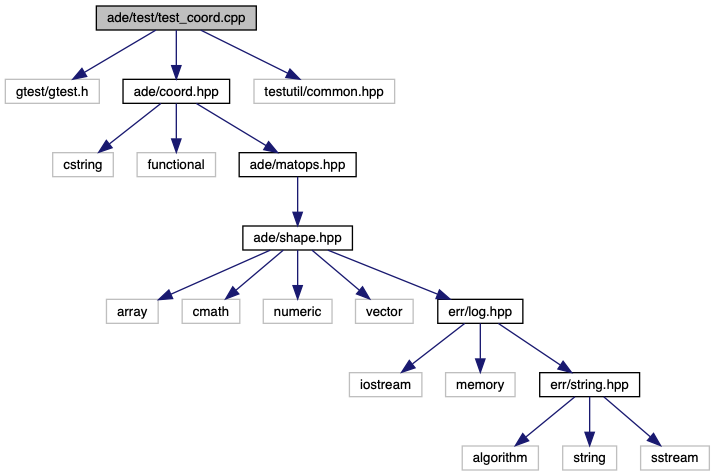 ade/test/test_coord.cpp
gtest/gtest.h
ade/coord.hpp
testutil/common.hpp
cstring
functional
ade/matops.hpp
ade/shape.hpp
array
cmath
numeric
vector
err/log.hpp
iostream
memory
err/string.hpp
algorithm
string
sstream